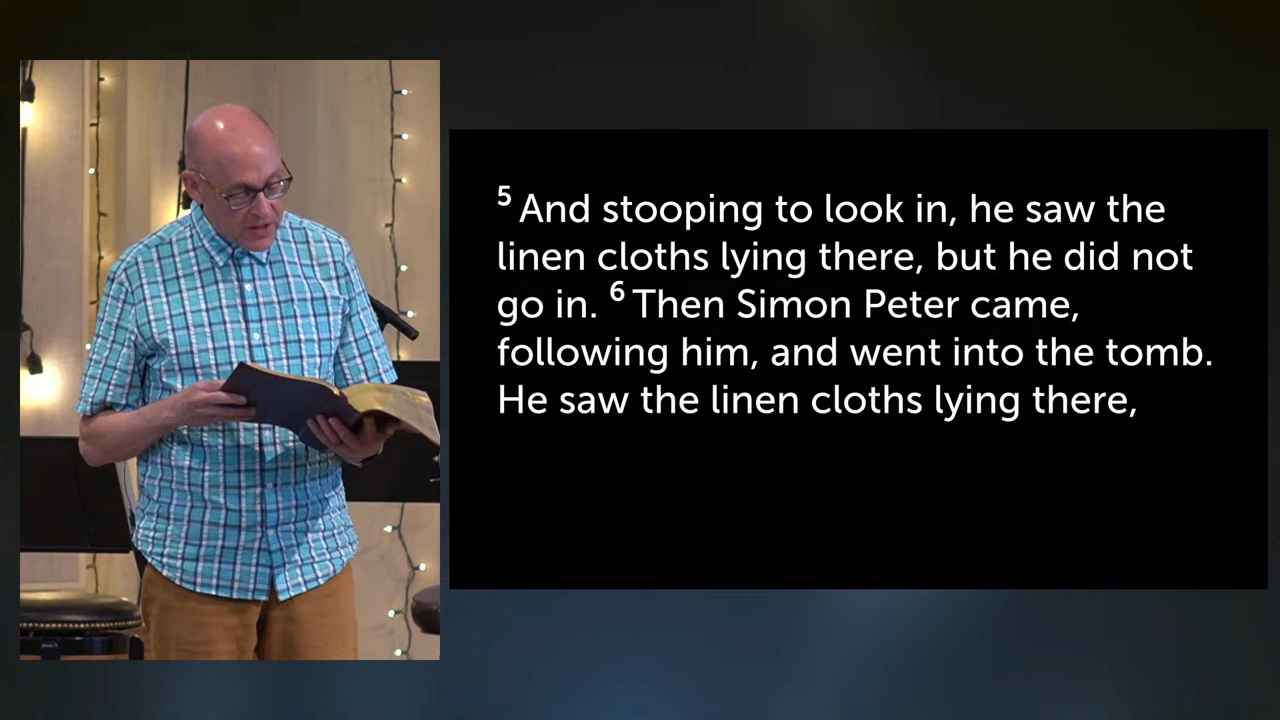 5 And stooping to look in, he saw the
linen cloths lying there, but he did not
go in. 6 Then Simon Peter came,
following him, and went into the tomb.
He saw the linen cloths lying there,